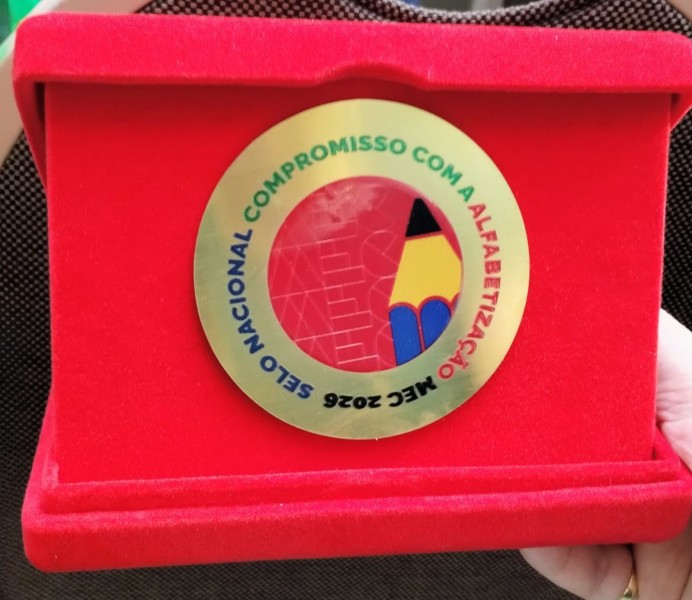 SELO NACIONAL COMPROMISSO COM A ALFABETIZAÇÃO MEC 2026